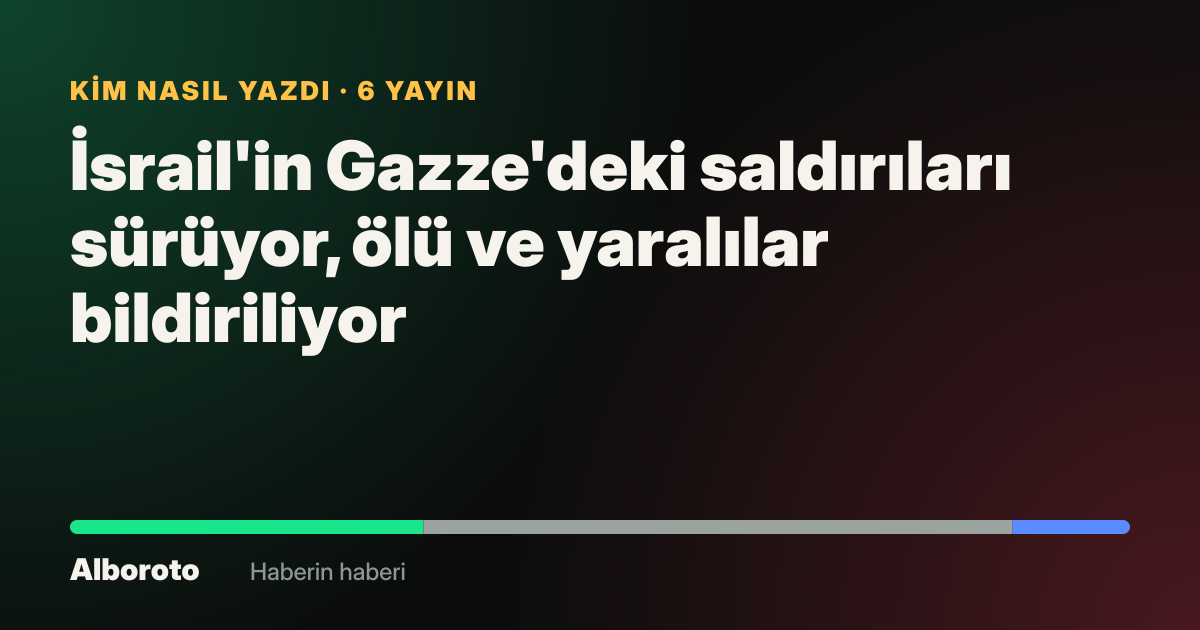 KİM NASIL YAZDI · 6 YAYIN
İsrail'in Gazze'deki saldırıları
sürüyor, ölü ve yaralılar
bildiriliyor
Alboroto
Haberin haberi